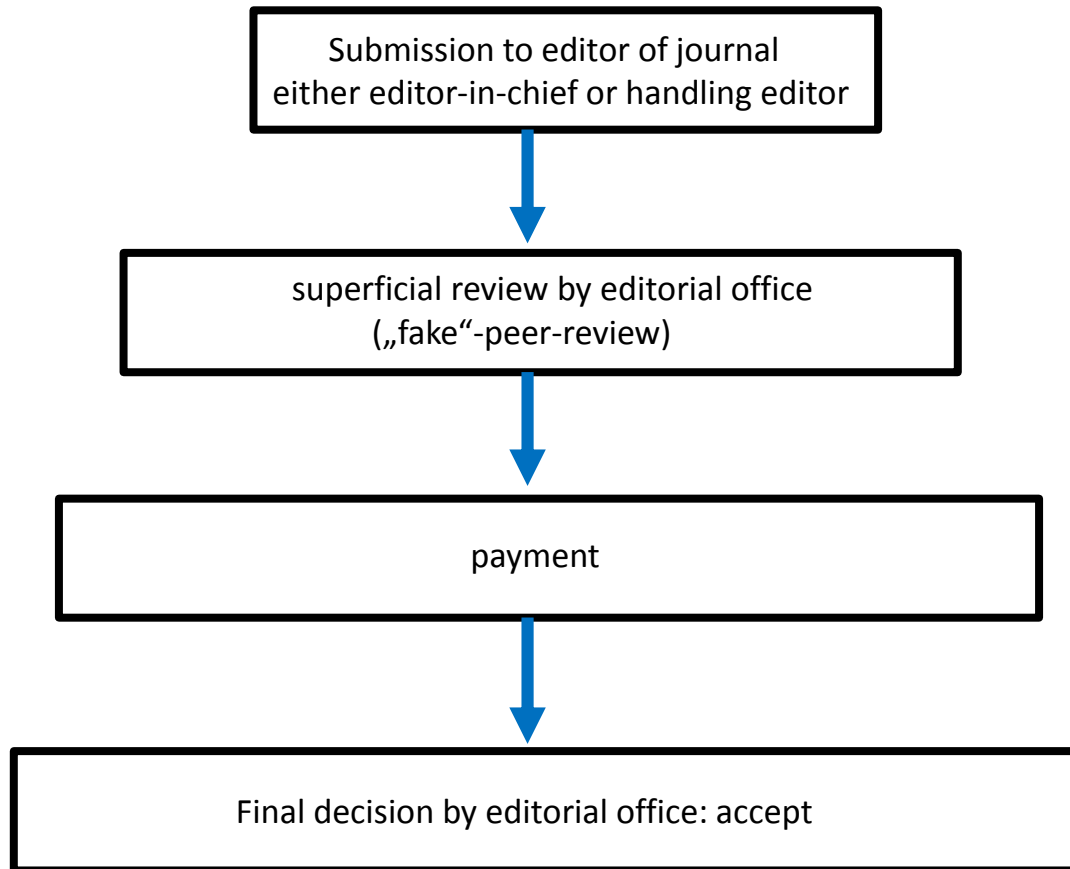 Submission to editor of journal
either editor-in-chief or handling editor
superficial review by editorial office
(„fake“-peer-review)
payment
Final decision by editorial office: accept